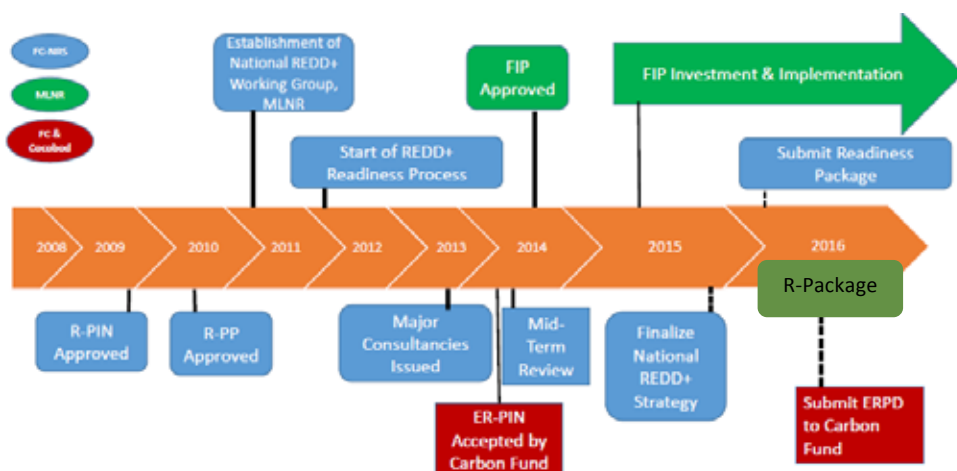 FC-NRS
MLNR
FC &
Cocobod
Establishment of
National REDD+
Working Group,
MLNR
FIP
Approved
FIP Investment & Implementation
Start of REDD+
Readiness Process
Submit Readiness
Package
2008
2009
2010
2011
2012
2013
2014
2015
2016
R-Package
R-PIN
Approved
R-PP
Approved
Major
Consultancies
Issued
Mid-
Term
Review
Finalize
National
REDD+
Strategy
ER-PIN
Accepted by
Carbon Fund
Submit ERPD
to Carbon
Fund